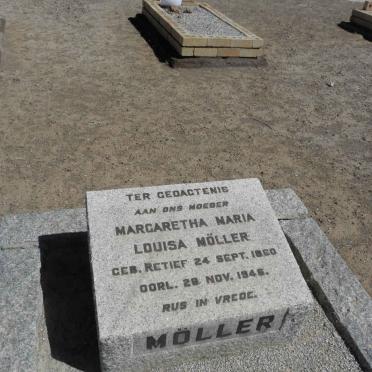 TER GEDAGTENIS
AAN ONS MOEDER
MARGARETHA MARIA
LOUISA MÖLLER
GEB. RETIEF 24 SEPT. 1860
OORL. 28 NOV. 1946.
RUS IN VREDE.
MÖLLER